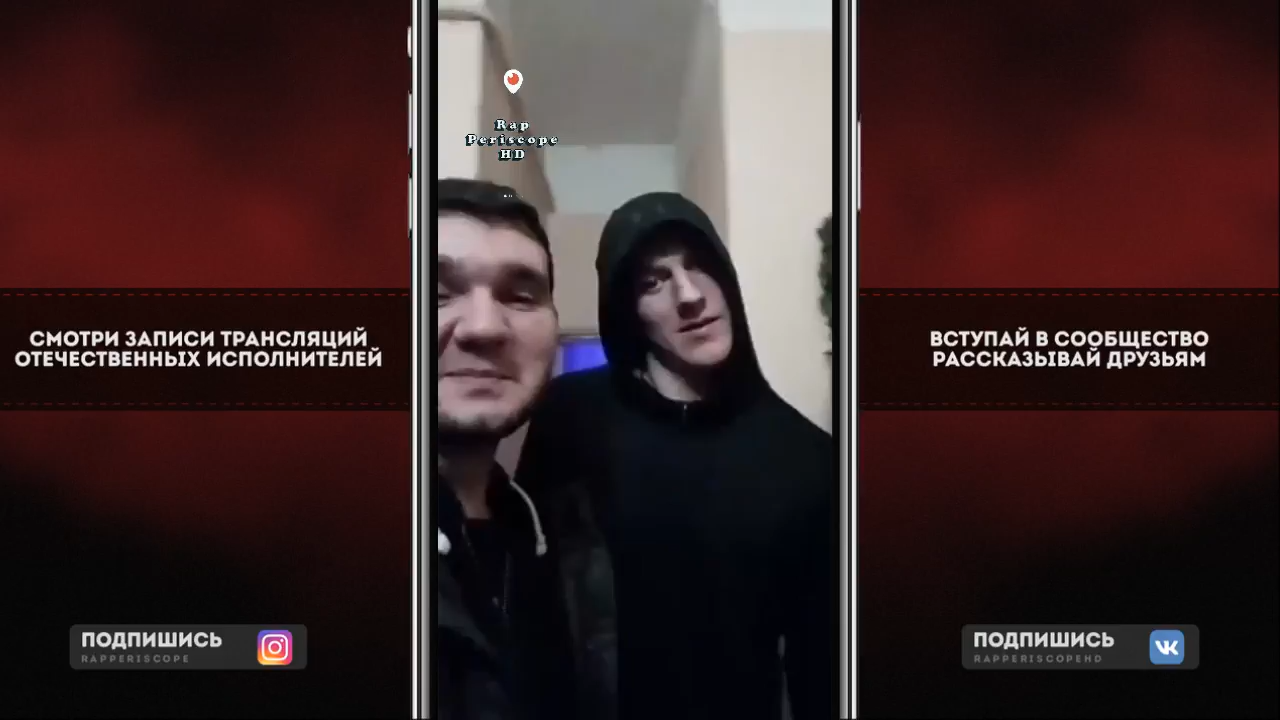 Rap
Periscope
HD
СМОТРИ ЗАПИСИ ТРАНСЛЯЦИЙ
ОТЕЧЕСТВЕННЫХ ИСПОЛНИТЕЛЕЙ
ВСТУПАЙ В СООБЩЕСТВО
РАССКАЗЫВАЙ ДРУЗЬЯМ
ПОДПИШИСЬ
RAPPERISCOPE
ПОДПИШИСЬ
RAPPERISCOPEHD